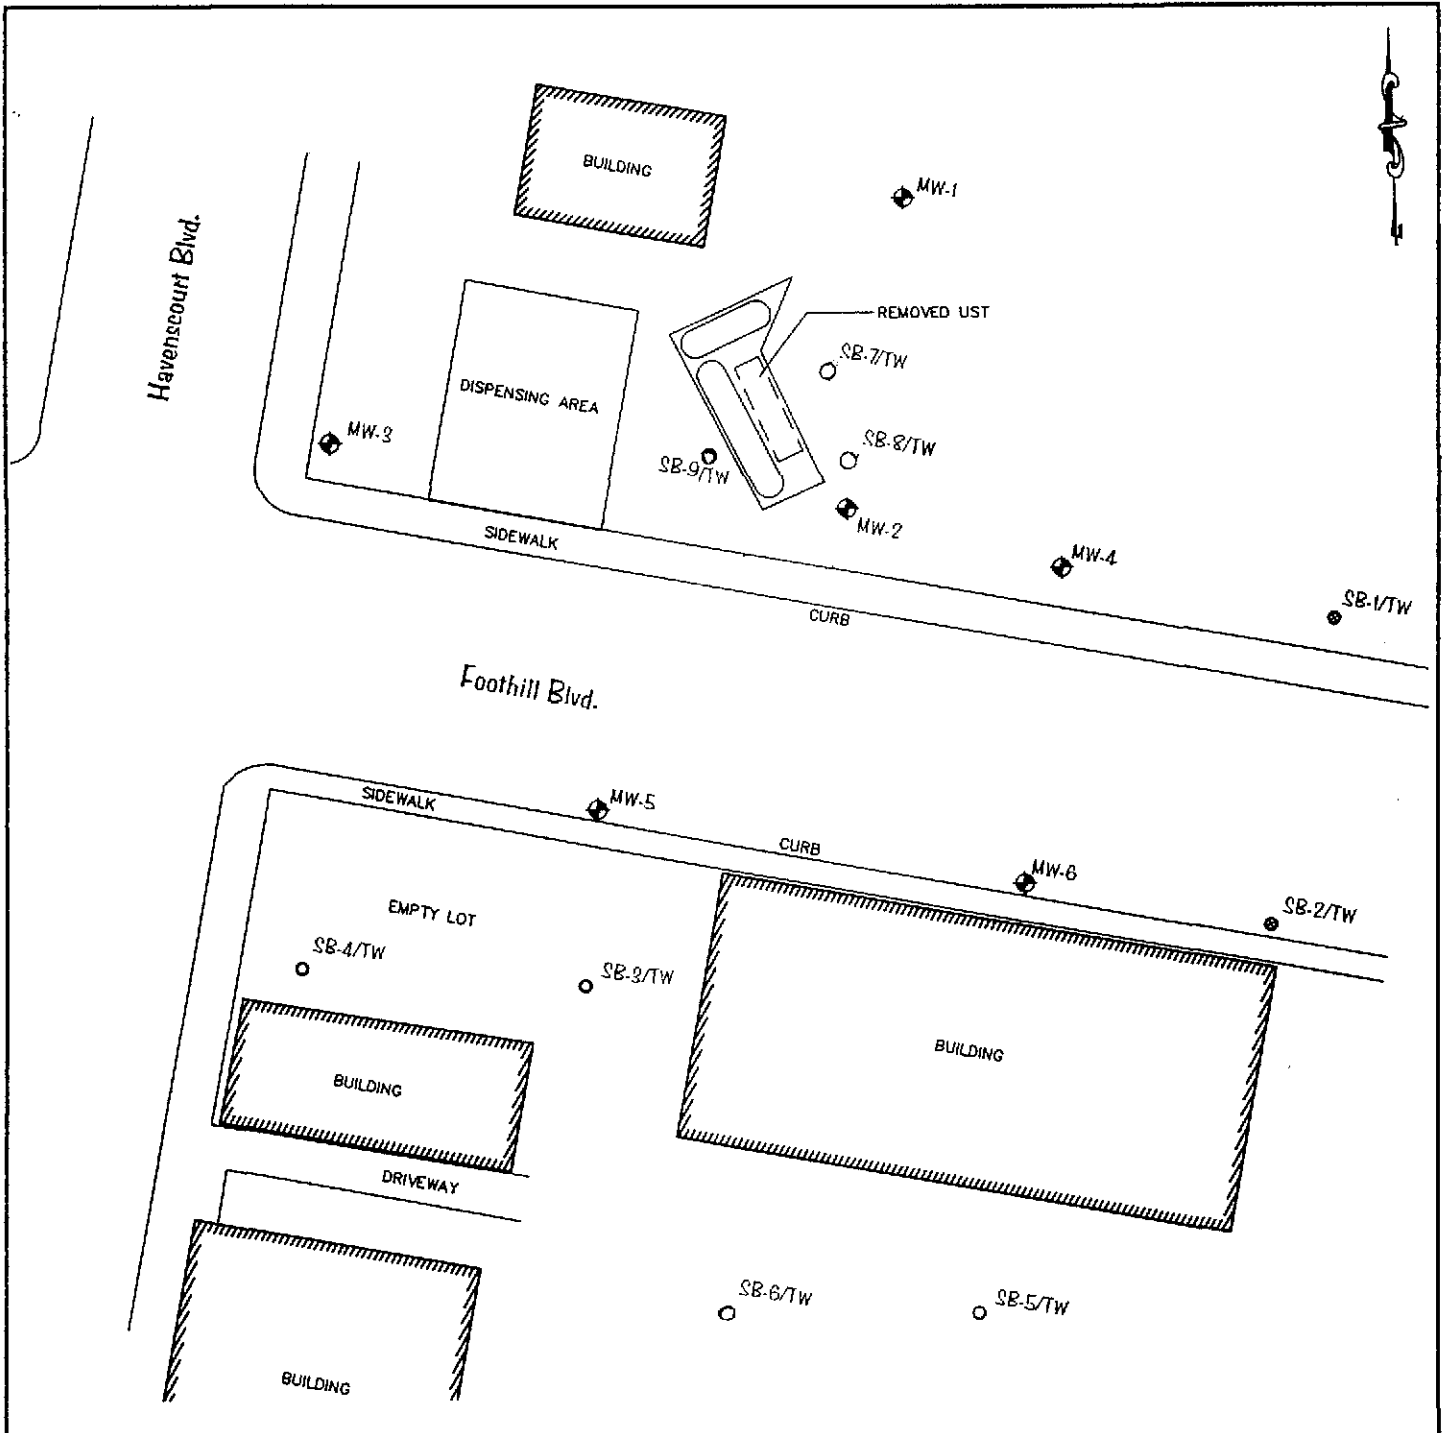 BUILDING
MW-1
Havenscourt Blvd.
REMOVED UST
SB-7/TW
DISPENSING AREA
MW-3
SB-8/TW
SB-9/TW
MW-2
SIDEWALK
MW-4
SB-1/TW
CURB
Foothill Blvd.
SIDEWALK
MW-5
CURB
MW-6
EMPTY LOT
SB-2/TW
SB-4/TW
SB-3/TW
BUILDING
BUILDING
DRIVEWAY
SB-6/TW
SB-5/TW
BUILDING